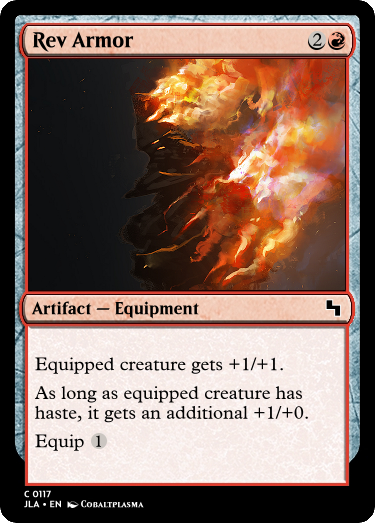 Rev Armor 2
Artifact — Equipment
Equipped creature gets +1/+1.
As long as equipped creature has
haste, it gets an additional +1/+0.
Equip 1
C 0117
JLA • EN Cobaltplasma